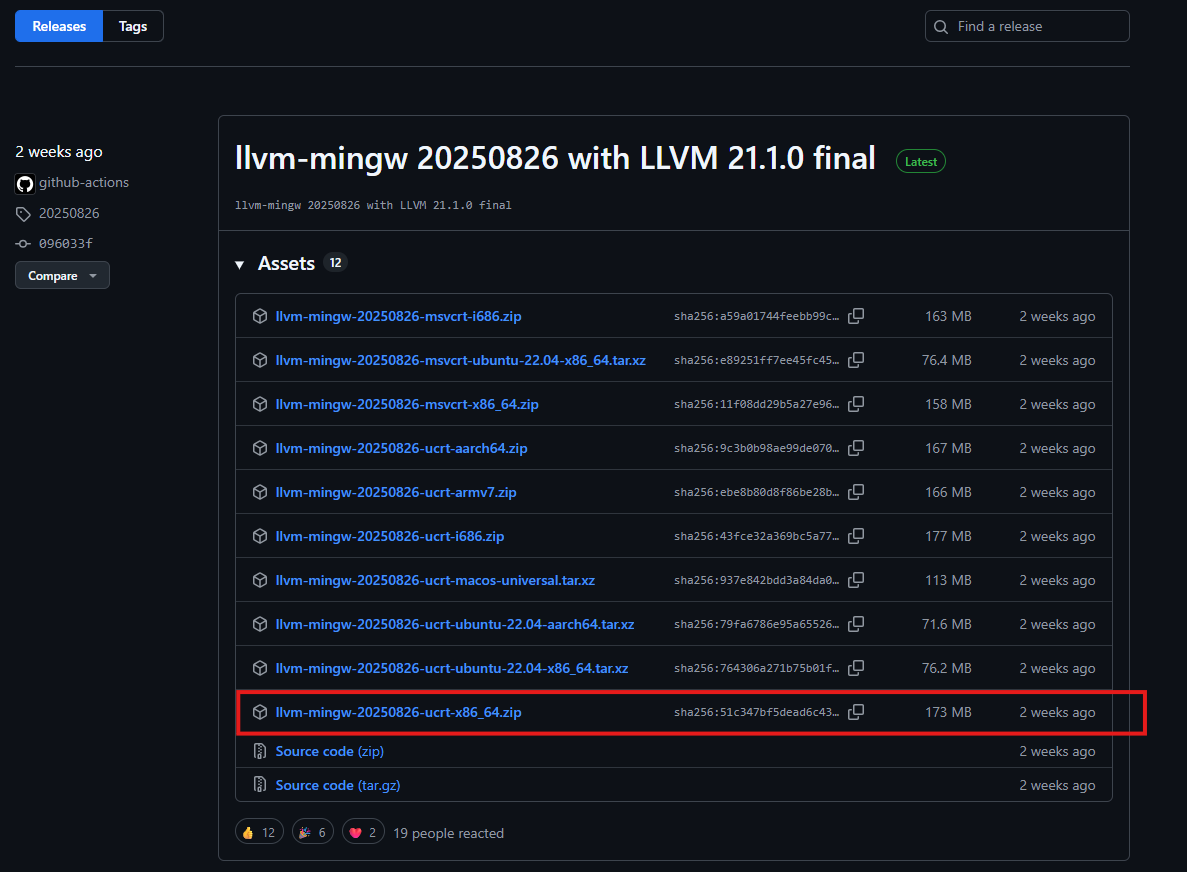 Releases Tags Find a release
2 weeks ago
github-actions
20250826
096033f
Compare
llvm-mingw 20250826 with LLVM 21.1.0 final Latest
llvm-mingw 20250826 with LLVM 21.1.0 final
Assets 12
llvm-mingw-20250826-msvcrt-i686.zip sha256:a59a01744feebb99c… 163 MB 2 weeks ago
llvm-mingw-20250826-msvcrt-ubuntu-22.04-x86_64.tar.xz sha256:e89251ff7ee45fc45… 76.4 MB 2 weeks ago
llvm-mingw-20250826-msvcrt-x86_64.zip sha256:11f08dd29b5a27e96… 158 MB 2 weeks ago
llvm-mingw-20250826-ucrt-aarch64.zip sha256:9c3b0b98ae99de070… 167 MB 2 weeks ago
llvm-mingw-20250826-ucrt-armv7.zip sha256:ebe8b80d8f86be28b… 166 MB 2 weeks ago
llvm-mingw-20250826-ucrt-i686.zip sha256:43fce32a369bc5a77… 177 MB 2 weeks ago
llvm-mingw-20250826-ucrt-macos-universal.tar.xz sha256:937e842bdd3a84da0… 113 MB 2 weeks ago
llvm-mingw-20250826-ucrt-ubuntu-22.04-aarch64.tar.xz sha256:79fa6786e95a65526… 71.6 MB 2 weeks ago
llvm-mingw-20250826-ucrt-ubuntu-22.04-x86_64.tar.xz sha256:764306a271b75b01f… 76.2 MB 2 weeks ago
llvm-mingw-20250826-ucrt-x86_64.zip sha256:51c347bf5dead6c43… 173 MB 2 weeks ago
Source code (zip) 2 weeks ago
Source code (tar.gz) 2 weeks ago
👍 12 🎉 6 ❤️ 2 19 people reacted